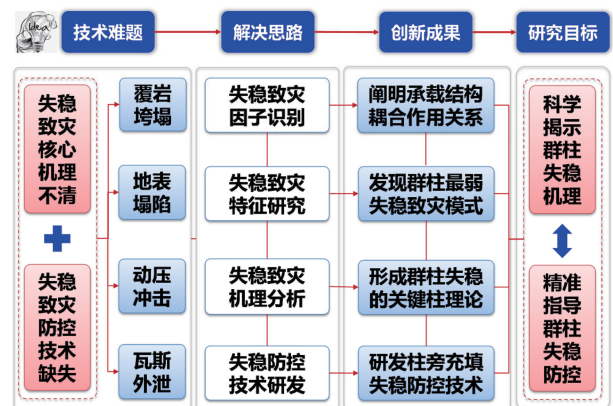 Idea
技术难题
解决思路
创新成果
研究目标
失稳
致灾
核心
机理
不清
失稳
致灾
防控
技术
缺失
覆岩
垮塌
地表
塌陷
动压
冲击
瓦斯
外泄
失稳致灾
因子识别
失稳致灾
特征研究
失稳致灾
机理分析
失稳防控
技术研发
阐明承载结构
耦合作用关系
发现群柱最弱
失稳致灾模式
形成群柱失稳
的关键柱理论
研发柱旁充填
失稳防控技术
科学
揭示
群柱
失稳
机理
精准
指导
群柱
失稳
防控